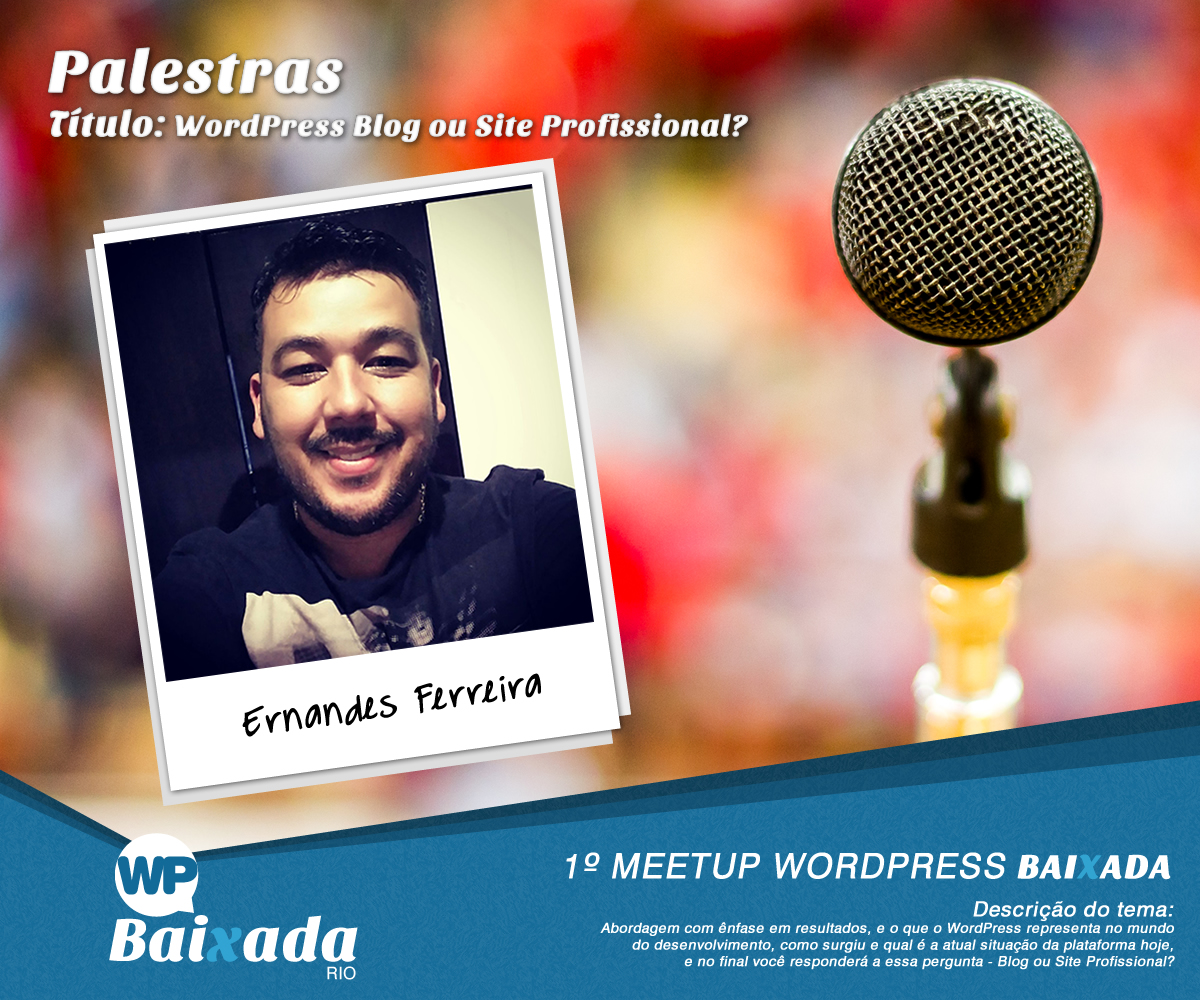 Palestras
Título: WordPress Blog ou Site Profissional?
Ernandes Ferreira
WP
Baixada
RIO
1º MEETUP WORDPRESS BAIXADA
Descrição do tema:
Abordagem com ênfase em resultados, e o que o WordPress representa no mundo
do desenvolvimento, como surgiu e qual é a atual situação da plataforma hoje,
e no final você responderá a essa pergunta - Blog ou Site Profissional?